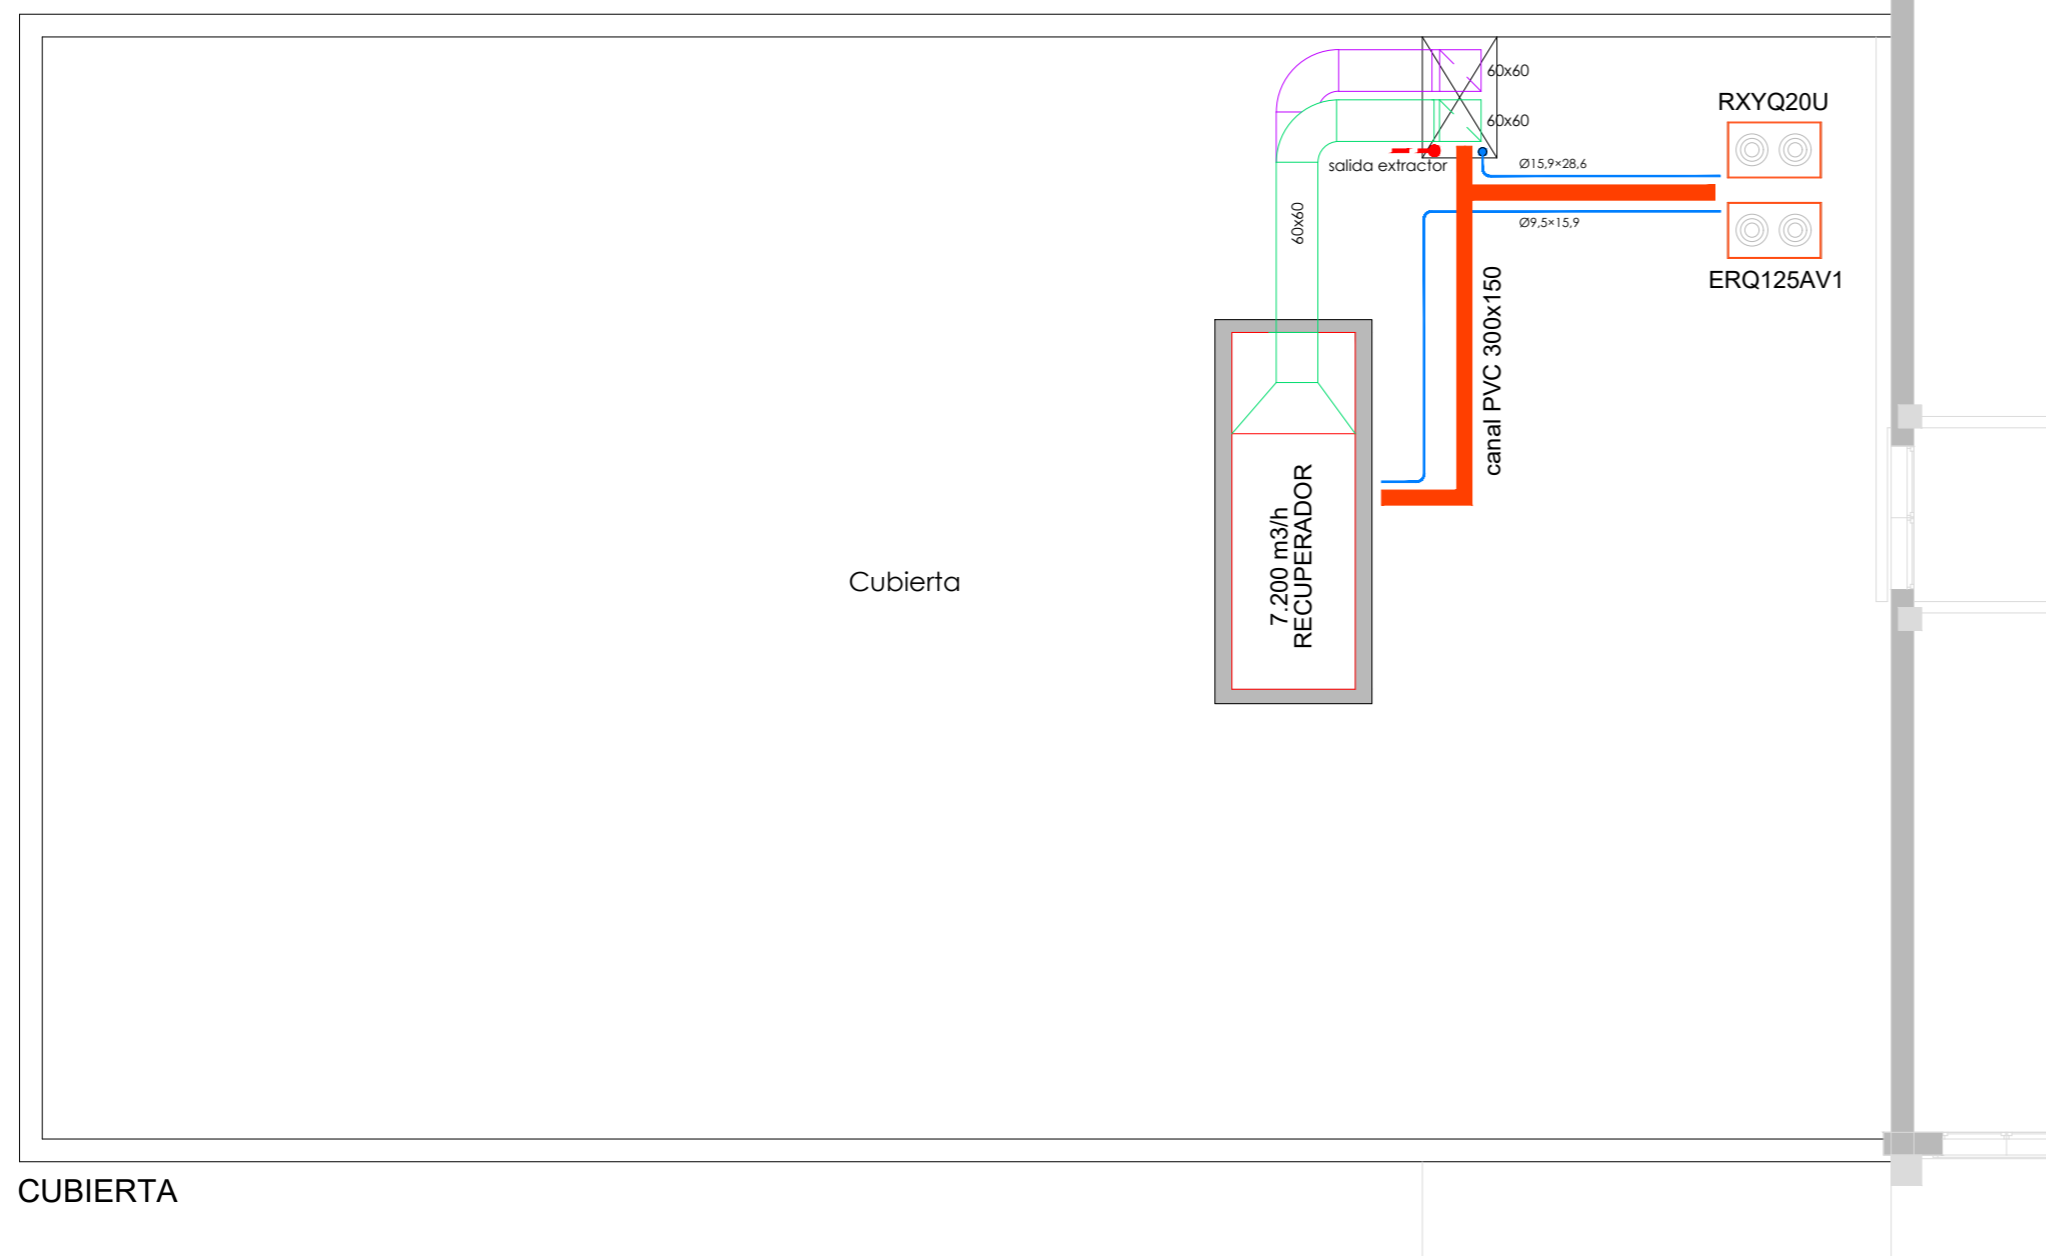 60x60
RXYQ20U
60x60
salida extractor
Ø15,9×28,6
60x60
Ø9,5×15,9
ERQ125AV1
canal PVC 300x150
7.200 m3/h
RECUPERADOR
Cubierta
CUBIERTA